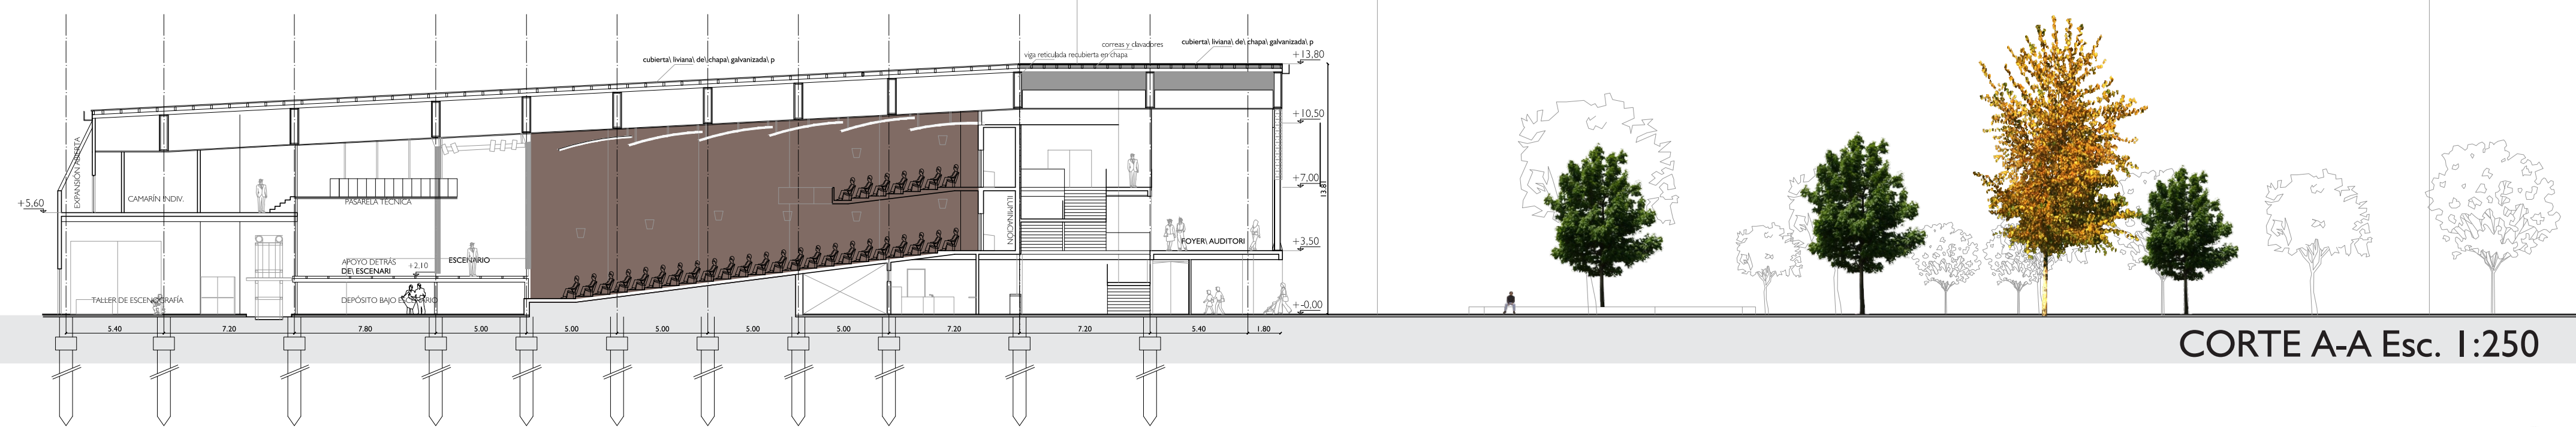 correas y clavadores
cubierta\ liviana\ de\ chapa\ galvanizada\ p
viga reticulada recubierta en chapa
+13,80
cubierta\ liviana\ de\ chapa\ galvanizada\ p
+10,50
EXPANSIÓN ABIERTA
+7,00
13.81
CAMARÍN INDIV.
PASARELA TÉCNICA
+5,60
ILUMINACIÓN
FOYER\ AUDITORI
+3,50
ESCENARIO
APOYO DETRÁS
DE\ ESCENARI
+2,10
TALLER DE ESCENOGRAFÍA
DEPÓSITO BAJO ESCENARIO
+-0,00
5.40 7.20 7.80 5.00 5.00 5.00 5.00 5.00 7.20 7.20 5.40 1.80
CORTE A-A Esc. 1:250